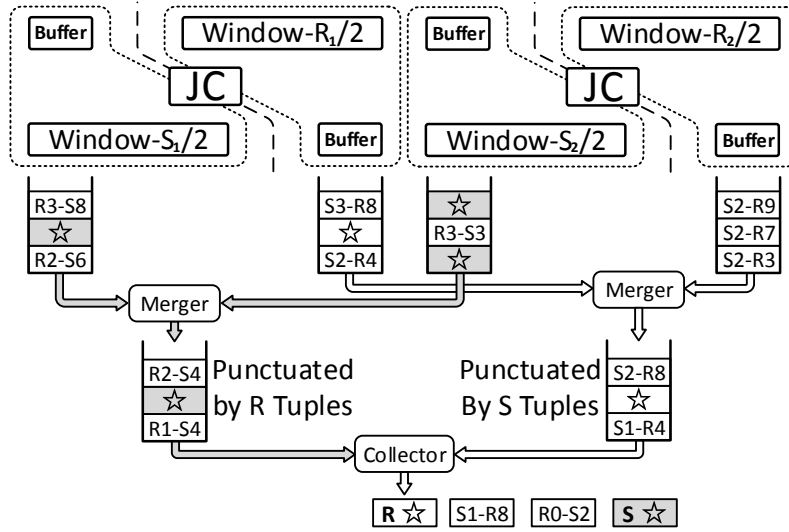 Buffer
Window-R1/2
JC
Window-S1/2
Buffer
Buffer
Window-R2/2
JC
Window-S2/2
Buffer
R3-S8
☆
R2-S6
S3-R8
☆
S2-R4
☆
R3-S3
☆
S2-R9
S2-R7
S2-R3
Merger
Merger
R2-S4
☆
R1-S4
Punctuated
by R Tuples
Punctuated
By S Tuples
S2-R8
☆
S1-R4
Collector
R ☆
S1-R8
R0-S2
S ☆